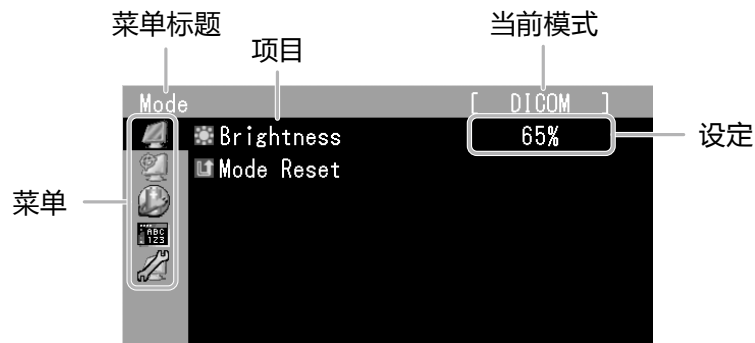 菜单标题
当前模式
项目
Mode
[ DICOM ]
Brightness
65%
设定
Mode Reset
菜单
ABC
123